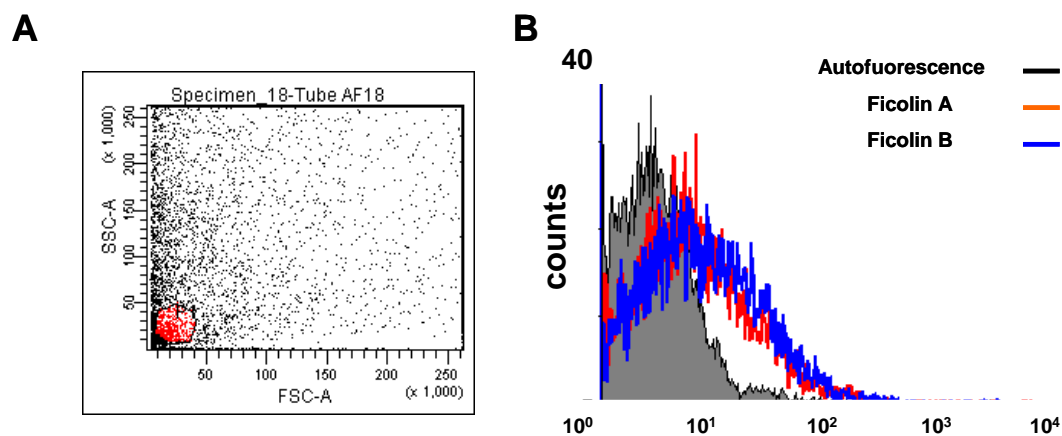 A
Specimen_18-Tube AF18
(x 1,000)
250
200
150
100
50
SSC-A
50 100 150 200 250
FSC-A
(x 1,000)
B
40
Autofuorescence
Ficolin A
Ficolin B
counts
10⁰ 10¹ 10² 10³ 10⁴